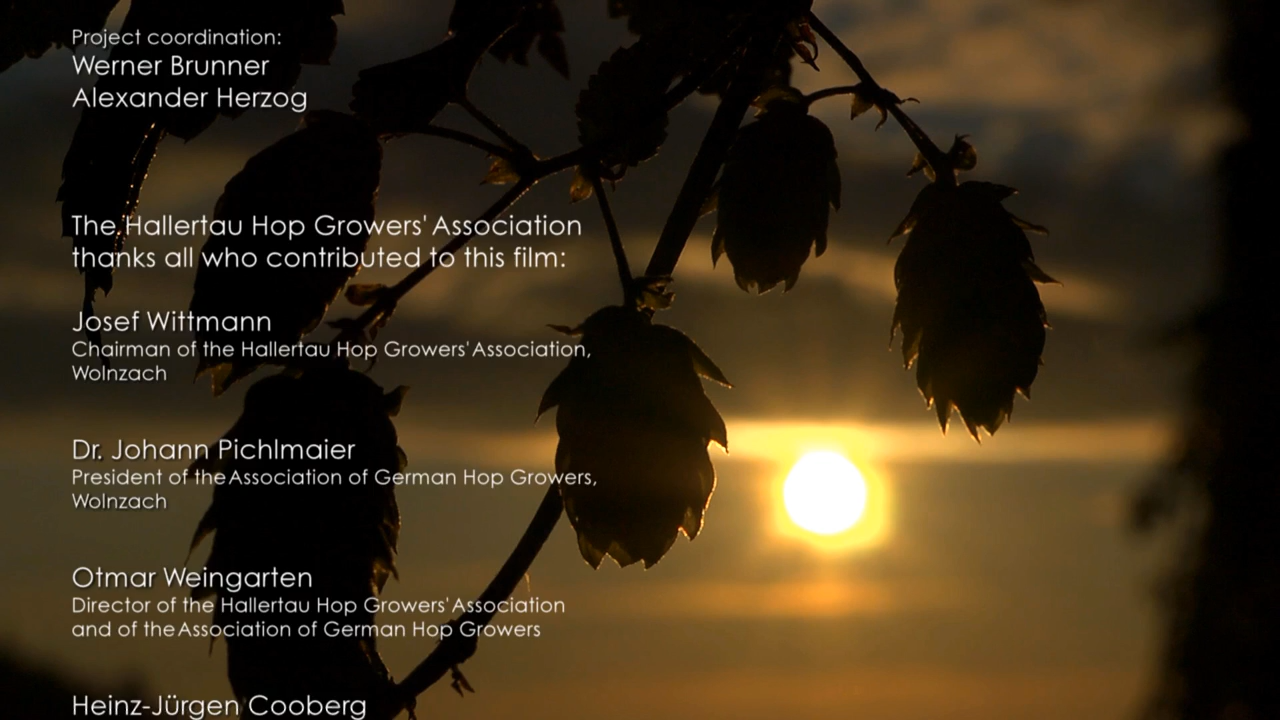 Project coordination:
Werner Brunner
Alexander Herzog
The Hallertau Hop Growers' Association
thanks all who contributed to this film:
Josef Wittmann
Chairman of the Hallertau Hop Growers' Association,
Wolnzach
Dr. Johann Pichlmaier
President of the Association of German Hop Growers,
Wolnzach
Otmar Weingarten
Director of the Hallertau Hop Growers' Association
and of the Association of German Hop Growers
Heinz-Jürgen Cooberg